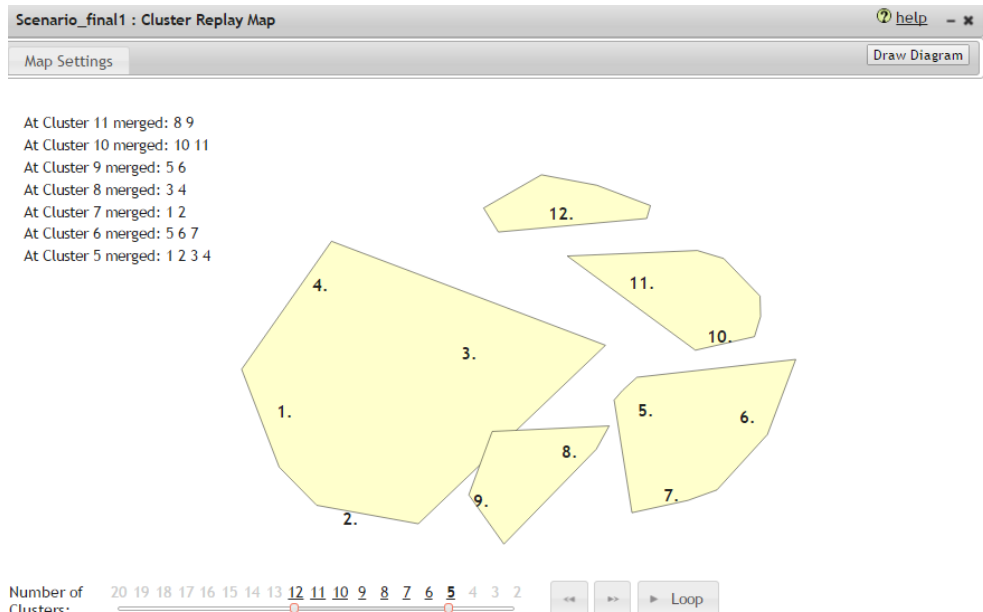 Scenario_final1 : Cluster Replay Map
help
Map Settings
Draw Diagram
At Cluster 11 merged: 8 9
At Cluster 10 merged: 10 11
At Cluster 9 merged: 5 6
At Cluster 8 merged: 3 4
At Cluster 7 merged: 1 2
At Cluster 6 merged: 5 6 7
At Cluster 5 merged: 1 2 3 4
12.
11.
4.
10.
3.
1.
5.
6.
8.
7.
9.
2.
Number of
Clusters:
20 19 18 17 16 15 14 13 12 11 10 9 8 7 6 5 4 3 2
Loop